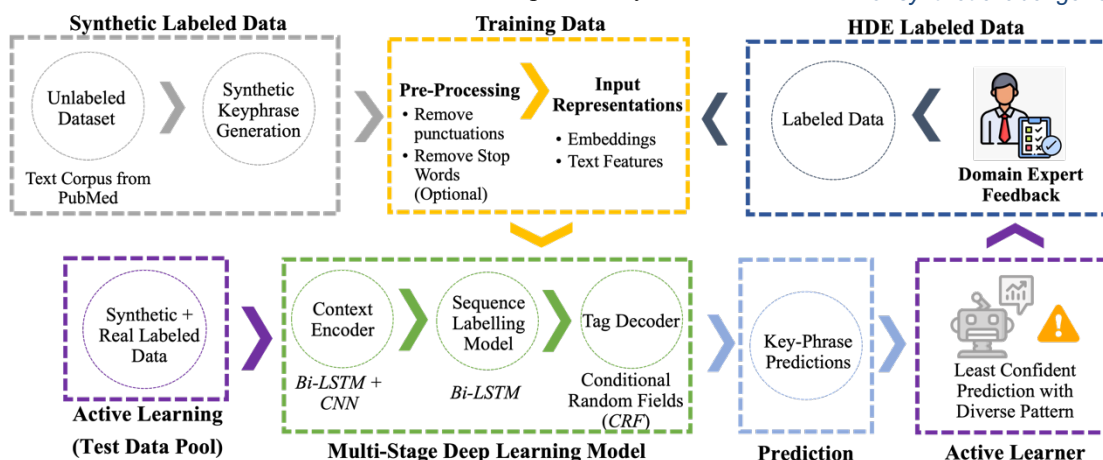 Synthetic Labeled Data
Unlabeled
Dataset
Text Corpus from
PubMed
Synthetic
Keyphrase
Generation
Training Data
Pre-Processing
• Remove
punctuations
• Remove Stop
Words
(Optional)
Input
Representations
• Embeddings
• Text Features
HDE Labeled Data
Labeled Data
Domain Expert
Feedback
Synthetic +
Real Labeled
Data
Active Learning
(Test Data Pool)
Context
Encoder
Bi-LSTM +
CNN
Sequence
Labelling
Model
Bi-LSTM
Tag Decoder
Conditional
Random Fields
(CRF)
Multi-Stage Deep Learning Model
Key-Phrase
Predictions
Prediction
Least Confident
Prediction with
Diverse Pattern
Active Learner